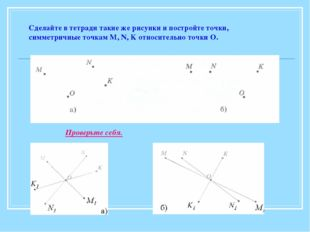 Сделайте в тетради такие же рисунки и постройте точки,
симметричные точкам M, N, K относительно точки O.
M N K O
а)
M N K O
б)
Проверьте себя.
M N K O K₁ N₁ M₁
а)
M N K O K₁ N₁ M₁
б)